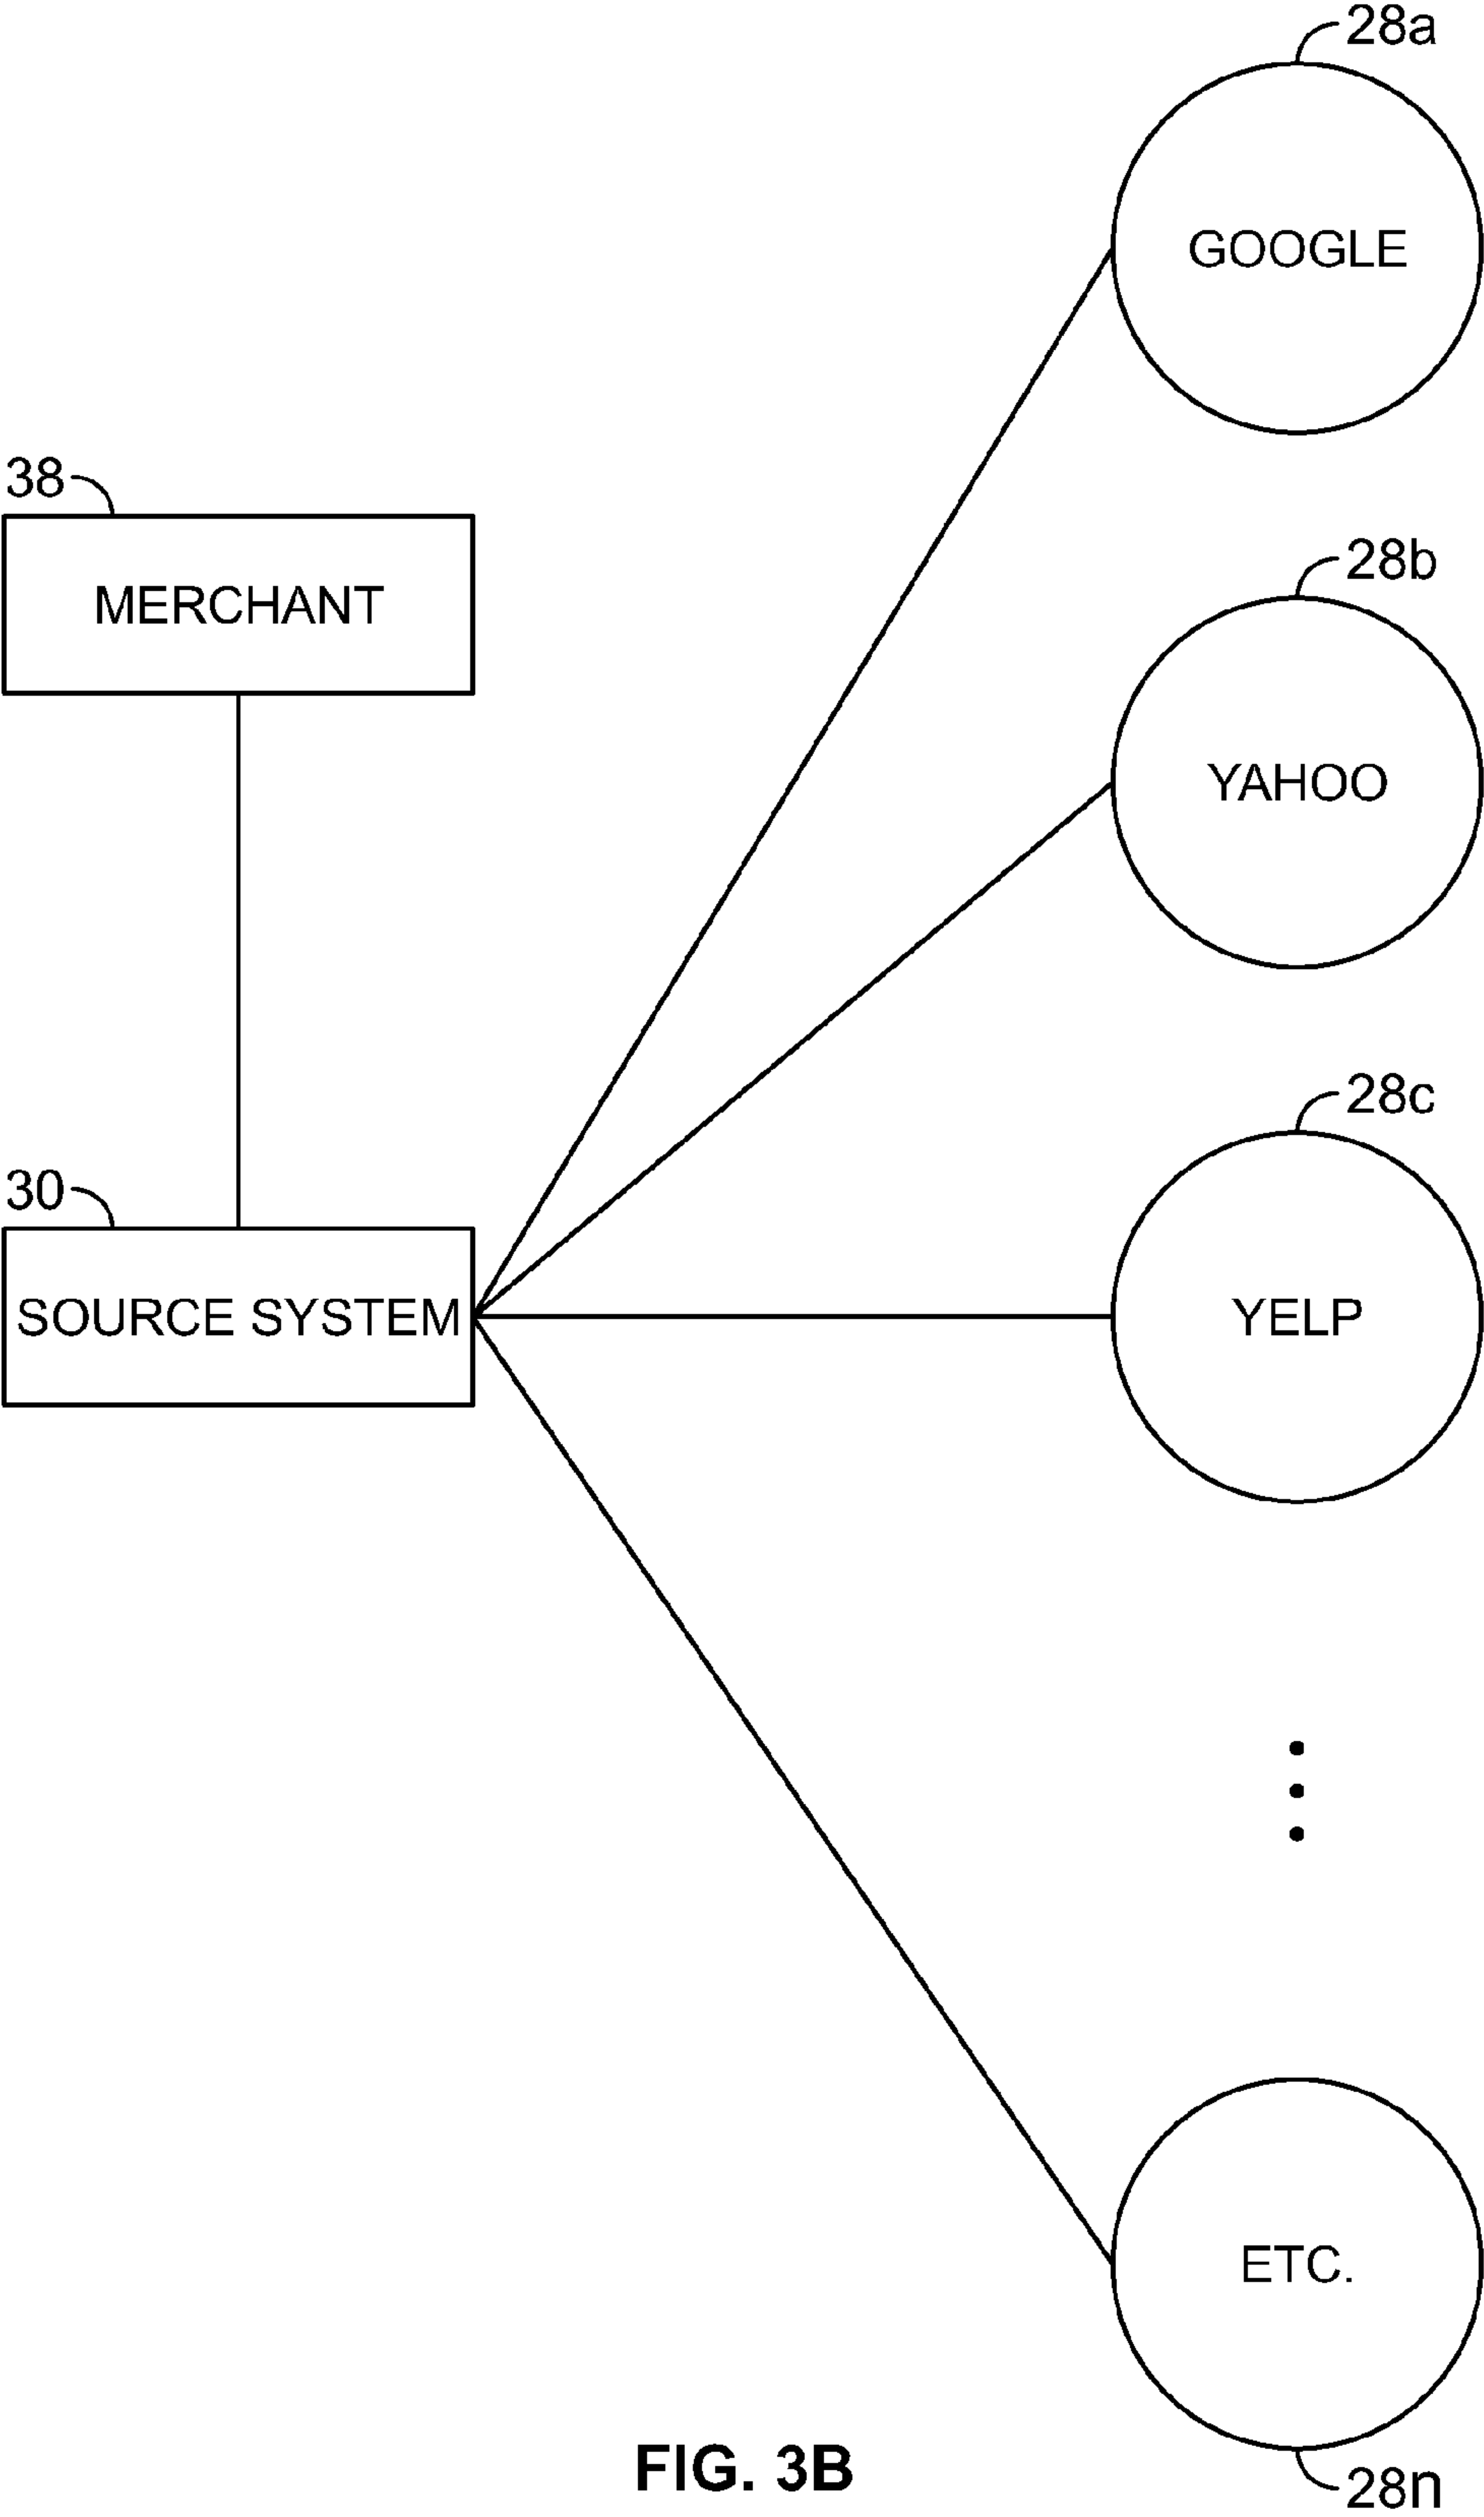 28a
GOOGLE
38
MERCHANT
28b
YAHOO
28c
30
SOURCE SYSTEM
YELP
ETC.
FIG. 3B
28n